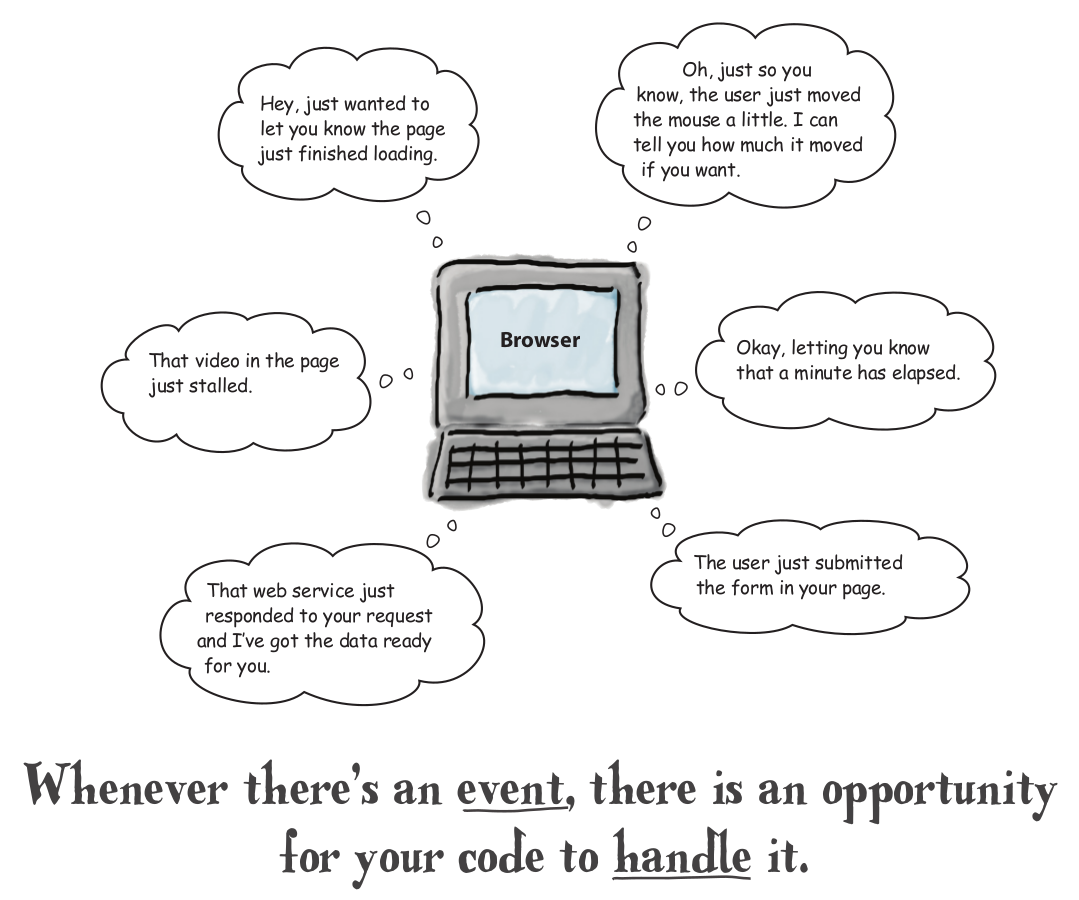 Hey, just wanted to
let you know the page
just finished loading.
Oh, just so you
know, the user just moved
the mouse a little. I can
tell you how much it moved
if you want.
Browser
That video in the page
just stalled.
Okay, letting you know
that a minute has elapsed.
That web service just
responded to your request
and I've got the data ready
for you.
The user just submitted
the form in your page.
Whenever there's an event, there is an opportunity
for your code to handle it.